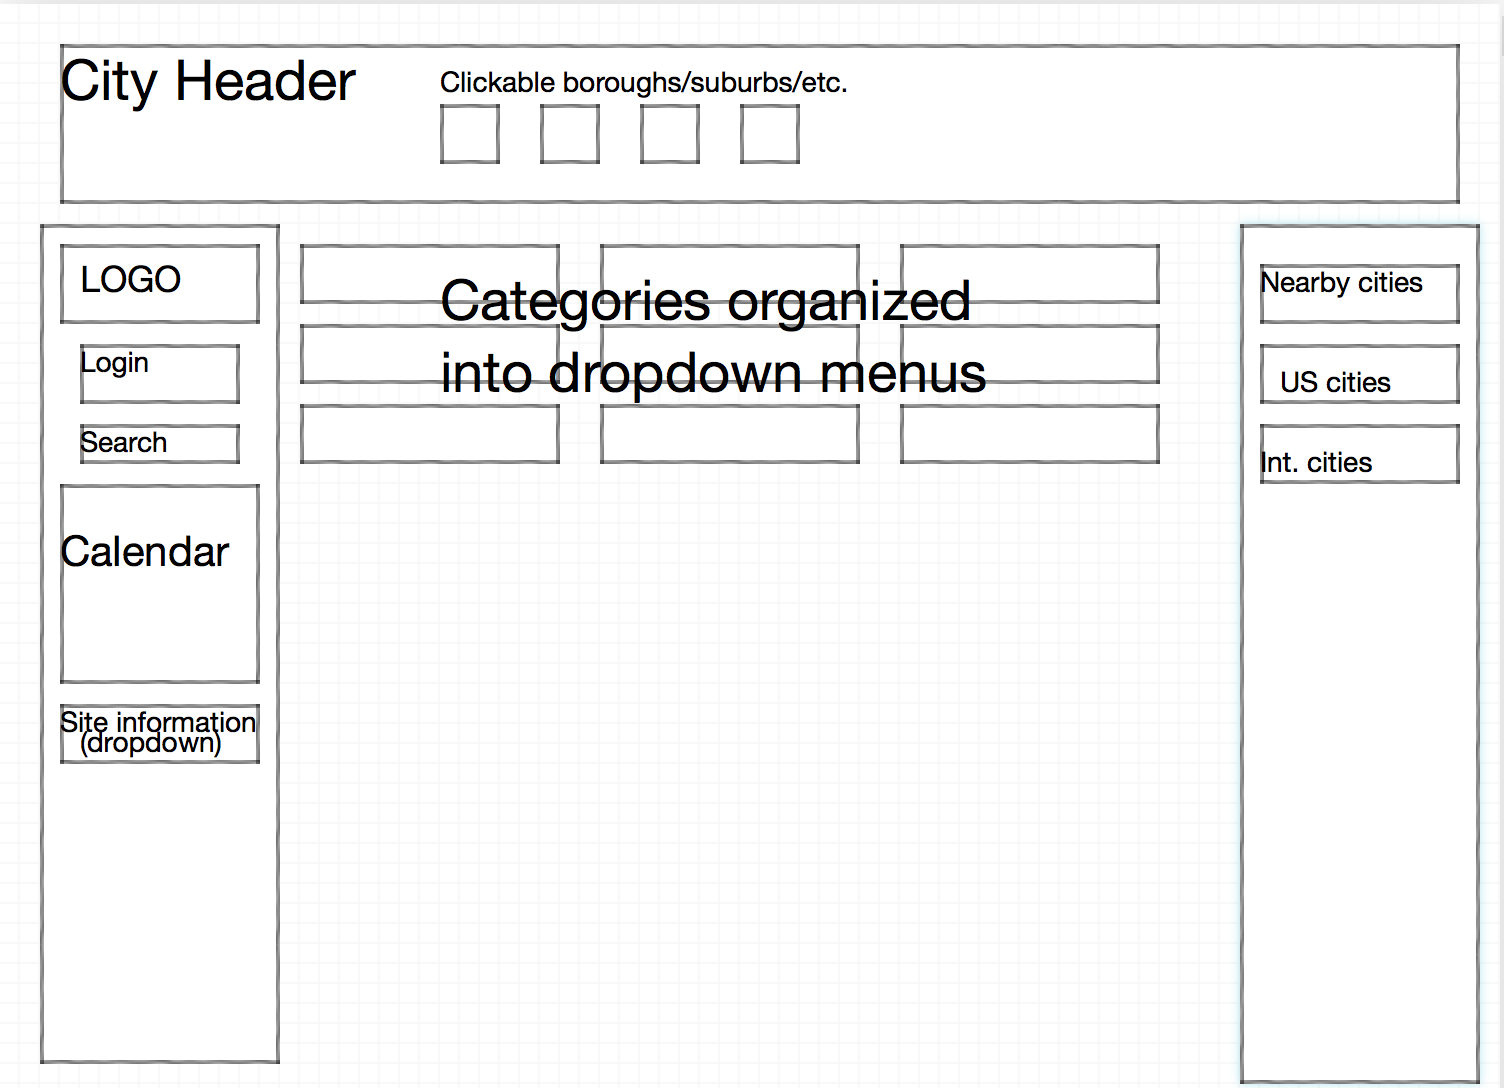 City Header
Clickable boroughs/suburbs/etc.
LOGO
Login
Search
Calendar
Site information
(dropdown)
Categories organized
into dropdown menus
Nearby cities
US cities
Int. cities